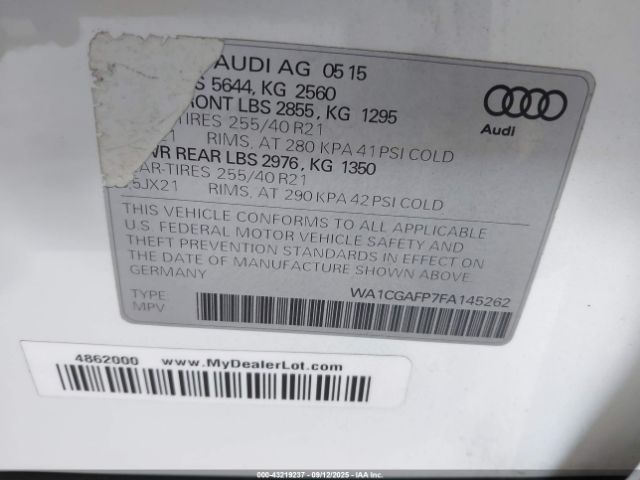 AUDI AG 05 15
S 5644, KG 2560
RONT LBS 2855, KG 1295
-TIRES 255/40 R21
21 RIMS, AT 280 KPA 41 PSI COLD
WR REAR LBS 2976, KG 1350
EAR-TIRES 255/40 R21
.5JX21 RIMS, AT 290 KPA 42 PSI COLD
Audi
THIS VEHICLE CONFORMS TO ALL APPLICABLE
U.S. FEDERAL MOTOR VEHICLE SAFETY AND
THEFT PREVENTION STANDARDS IN EFFECT ON
THE DATE OF MANUFACTURE SHOWN ABOVE.
GERMANY
WA1CGAFP7FA145262
TYPE
MPV
4862000 www.MyDealerLot.com
000-43219237 - 09/12/2025 - IAA Inc.